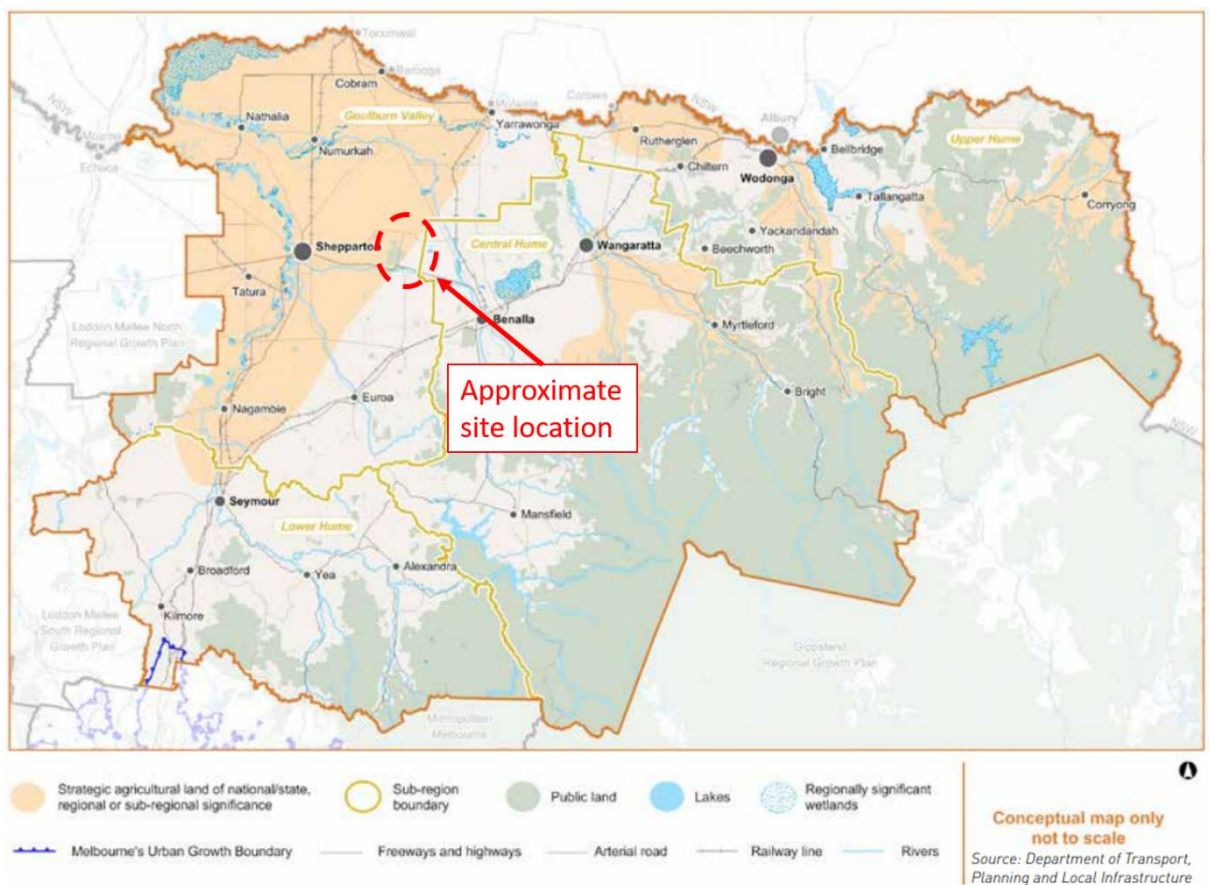 Tocumwal
Barooga
Cobram
NSW
Mulwala
Corowa
NSW
Nathalia
Goulburn Valley
Yarrawonga
Albury
Rutherglen
Bellbridge
Upper Hume
Moama
Numurkah
Echuca
Chiltern
Wodonga
Tallangatta
Corryong
Shepparton
Central Hume
Wangaratta
Yackandandah
Beechworth
Tatura
Loddon Mallee North
Regional Growth Plan
Benalla
Myrtleford
Approximate
site location
Bright
Euroa
Nagambie
NSW
Seymour
Mansfield
Lower Hume
Broadford
Yea
Alexandra
Kilmore
Loddon Mallee
South Regional
Growth Plan
Gippsland
Regional Growth Plan
Metropolitan
Melbourne
Strategic agricultural land of national/state,
regional or sub-regional significance
Sub-region
boundary
Public land
Lakes
Regionally significant
wetlands
Melbourne's Urban Growth Boundary
Freeways and highways
Arterial road
Railway line
Rivers
Conceptual map only
not to scale
Source: Department of Transport,
Planning and Local Infrastructure